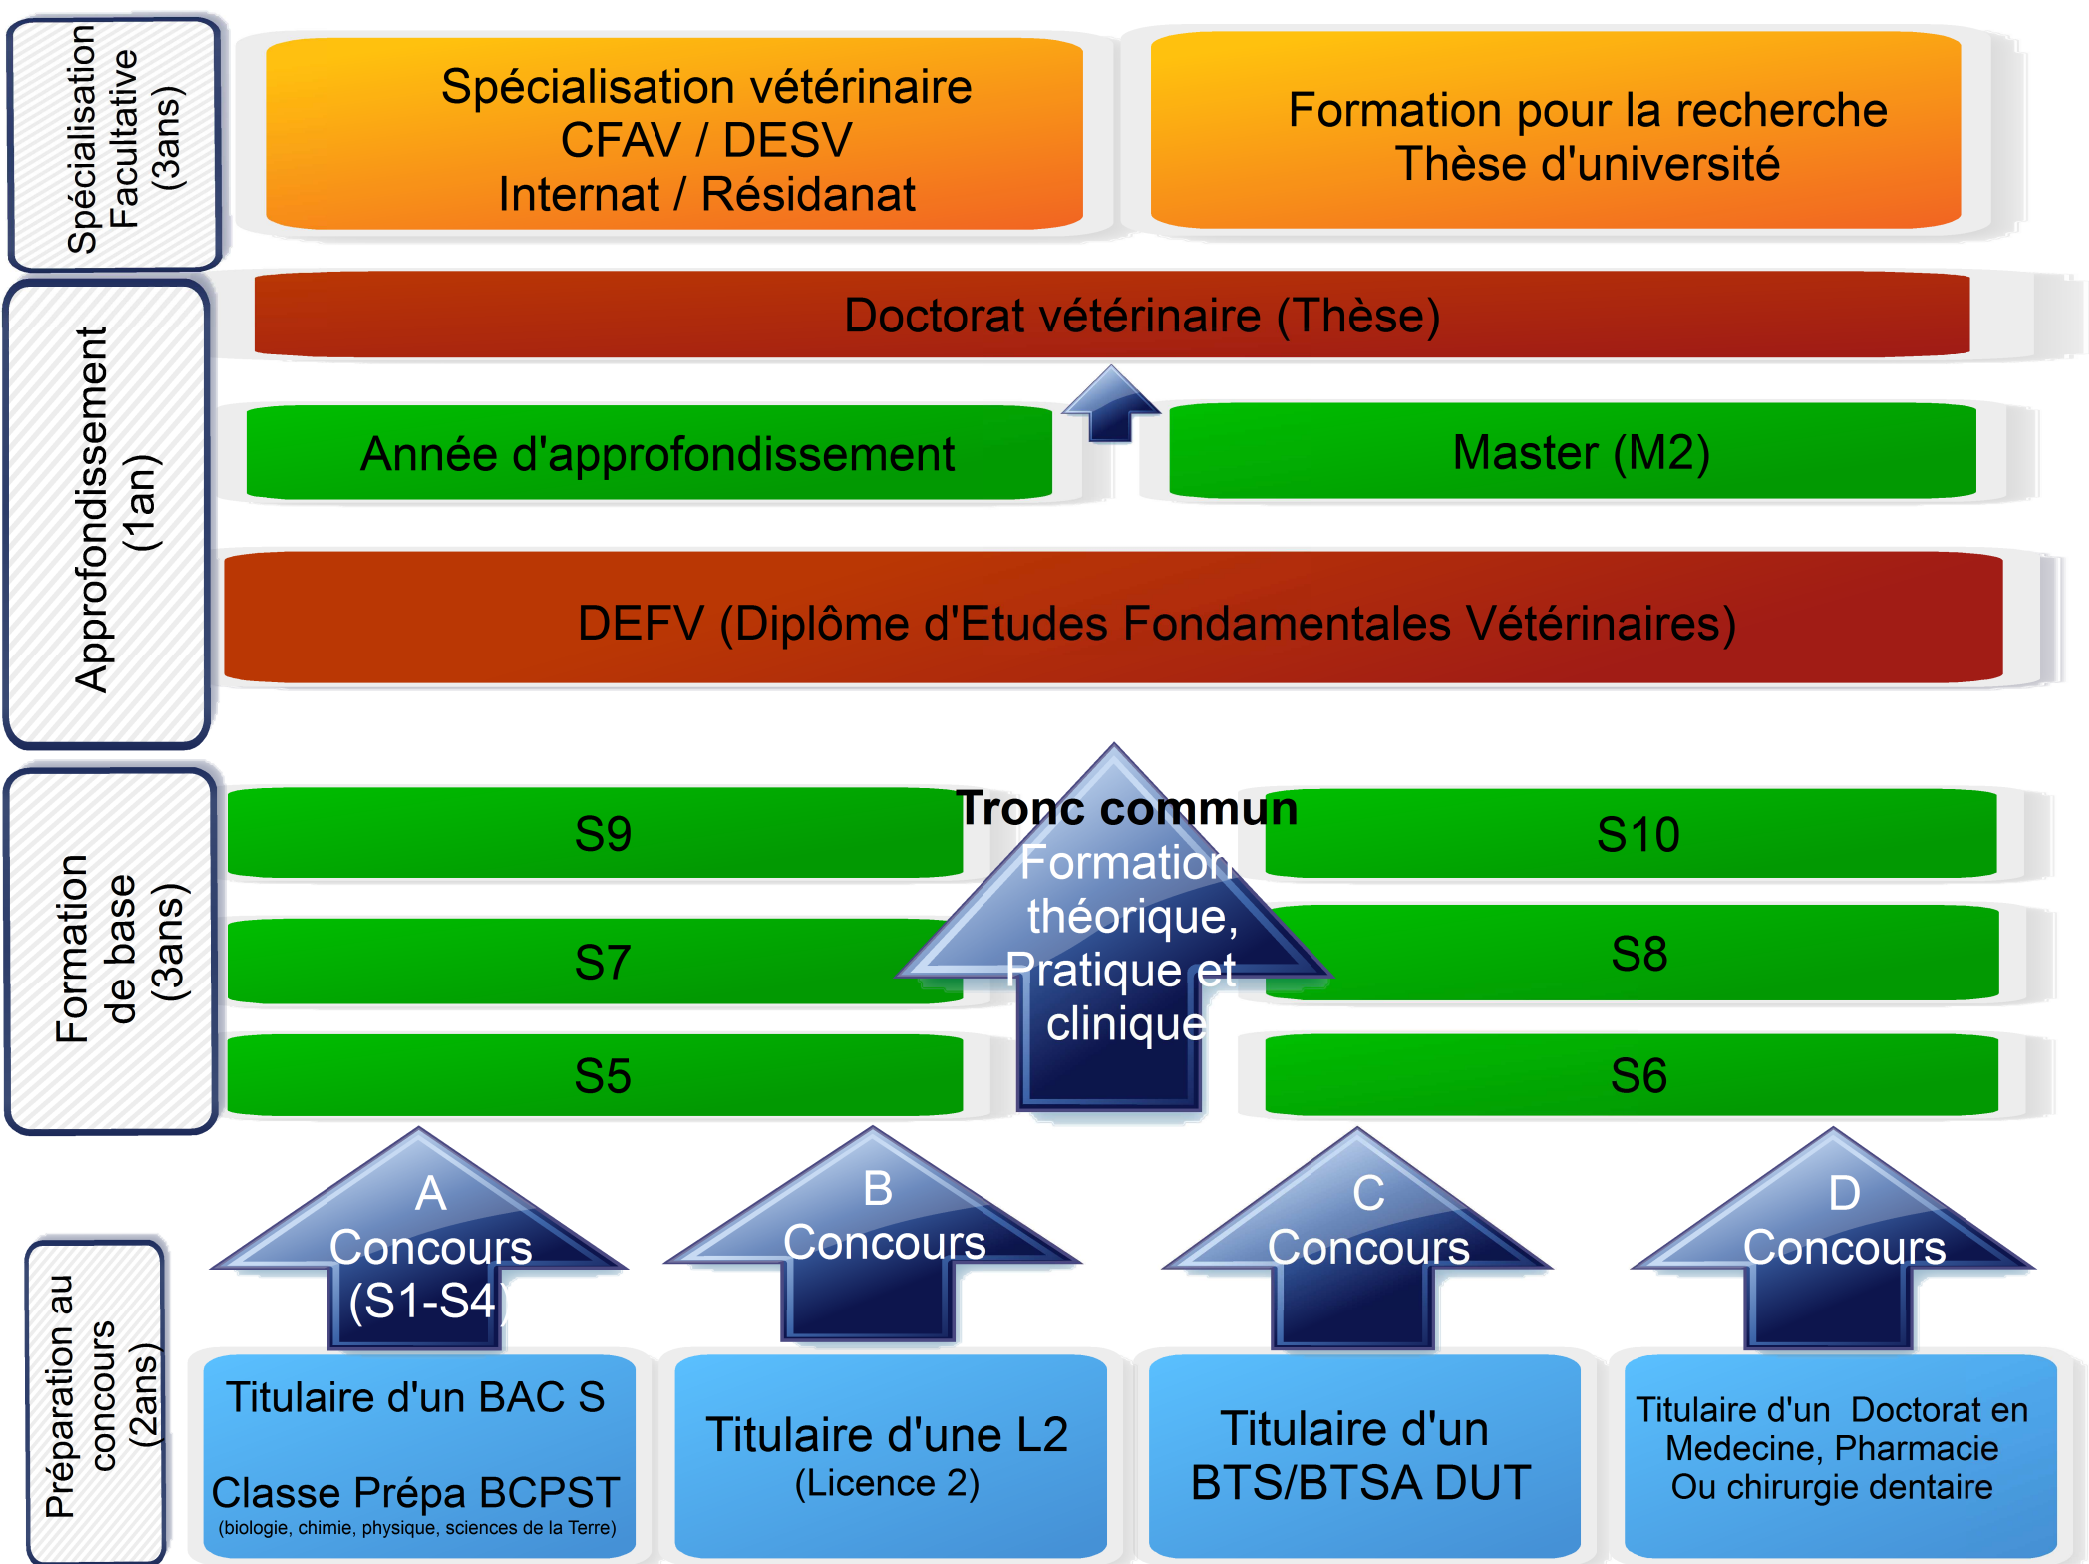 Spécialisation
Facultative
(3ans)
Spécialisation vétérinaire
CFAV / DESV
Internat / Résidanat
Formation pour la recherche
Thèse d'université
Approfondissement
(1an)
Doctorat vétérinaire (Thèse)
Année d'approfondissement
Master (M2)
DEFV (Diplôme d'Etudes Fondamentales Vétérinaires)
Formation
de base
(3ans)
Tronc commun
Formation
théorique,
Pratique et
clinique
S9
S10
S7
S8
S5
S6
A
Concours
(S1-S4)
B
Concours
C
Concours
D
Concours
Préparation au
concours
(2ans)
Titulaire d'un BAC S
Classe Prépa BCPST
(biologie, chimie, physique, sciences de la Terre)
Titulaire d'une L2
(Licence 2)
Titulaire d'un
BTS/BTSA DUT
Titulaire d'un Doctorat en
Medecine, Pharmacie
Ou chirurgie dentaire